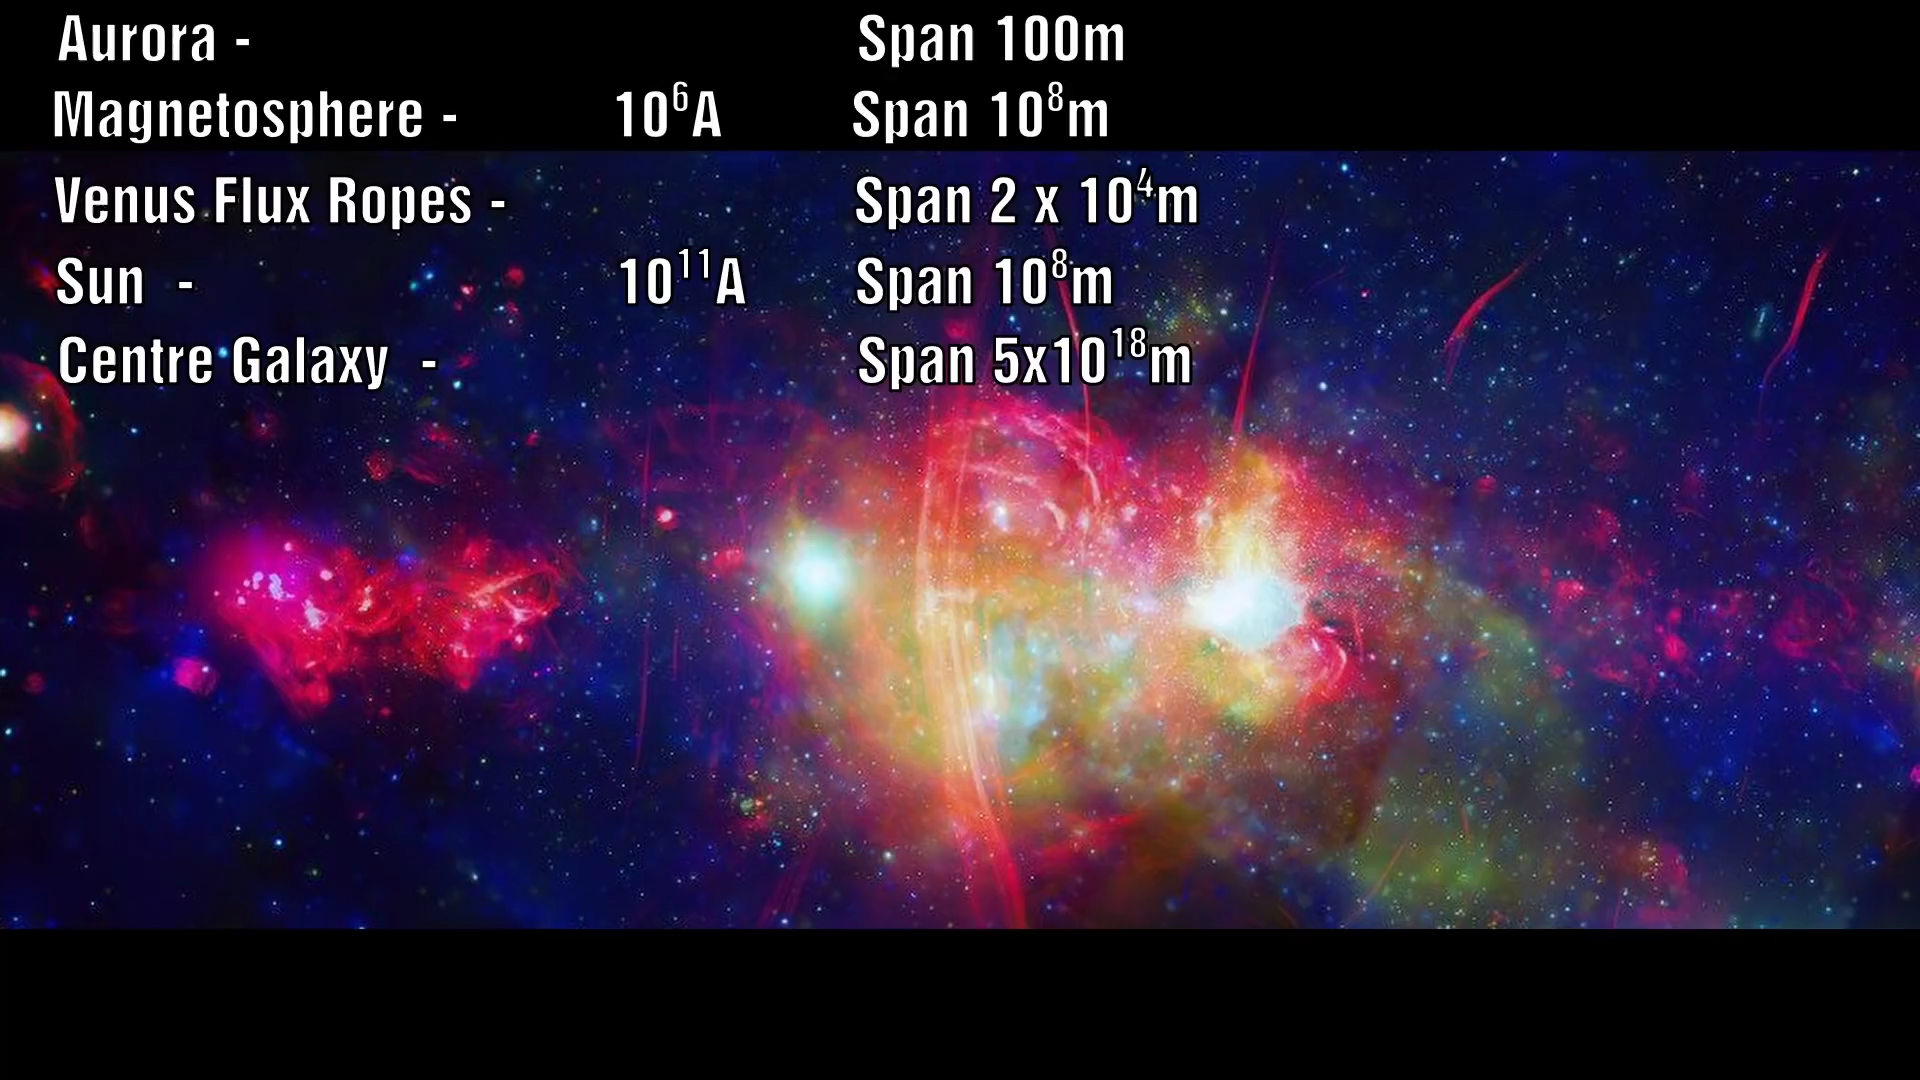 Aurora - Span 100m
Magnetosphere - 10⁶A Span 10⁸m
Venus Flux Ropes - Span 2 x 10⁴m
Sun - 10¹¹A Span 10⁸m
Centre Galaxy - Span 5x10¹⁸m